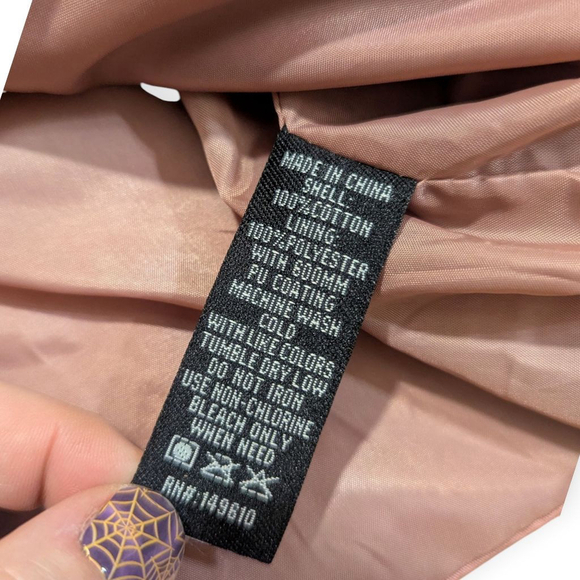 MADE IN CHINA
SHELL:
100%COTTON
LINING:
100%POLYESTER
WITH 600MM
PU COATING
MACHINE WASH
COLD
WITH LIKE COLORS
TUMBLE DRY LOW
DO NOT IRON
USE NON-CHLORINE
BLEACH ONLY
WHEN NEED
RN#:149610